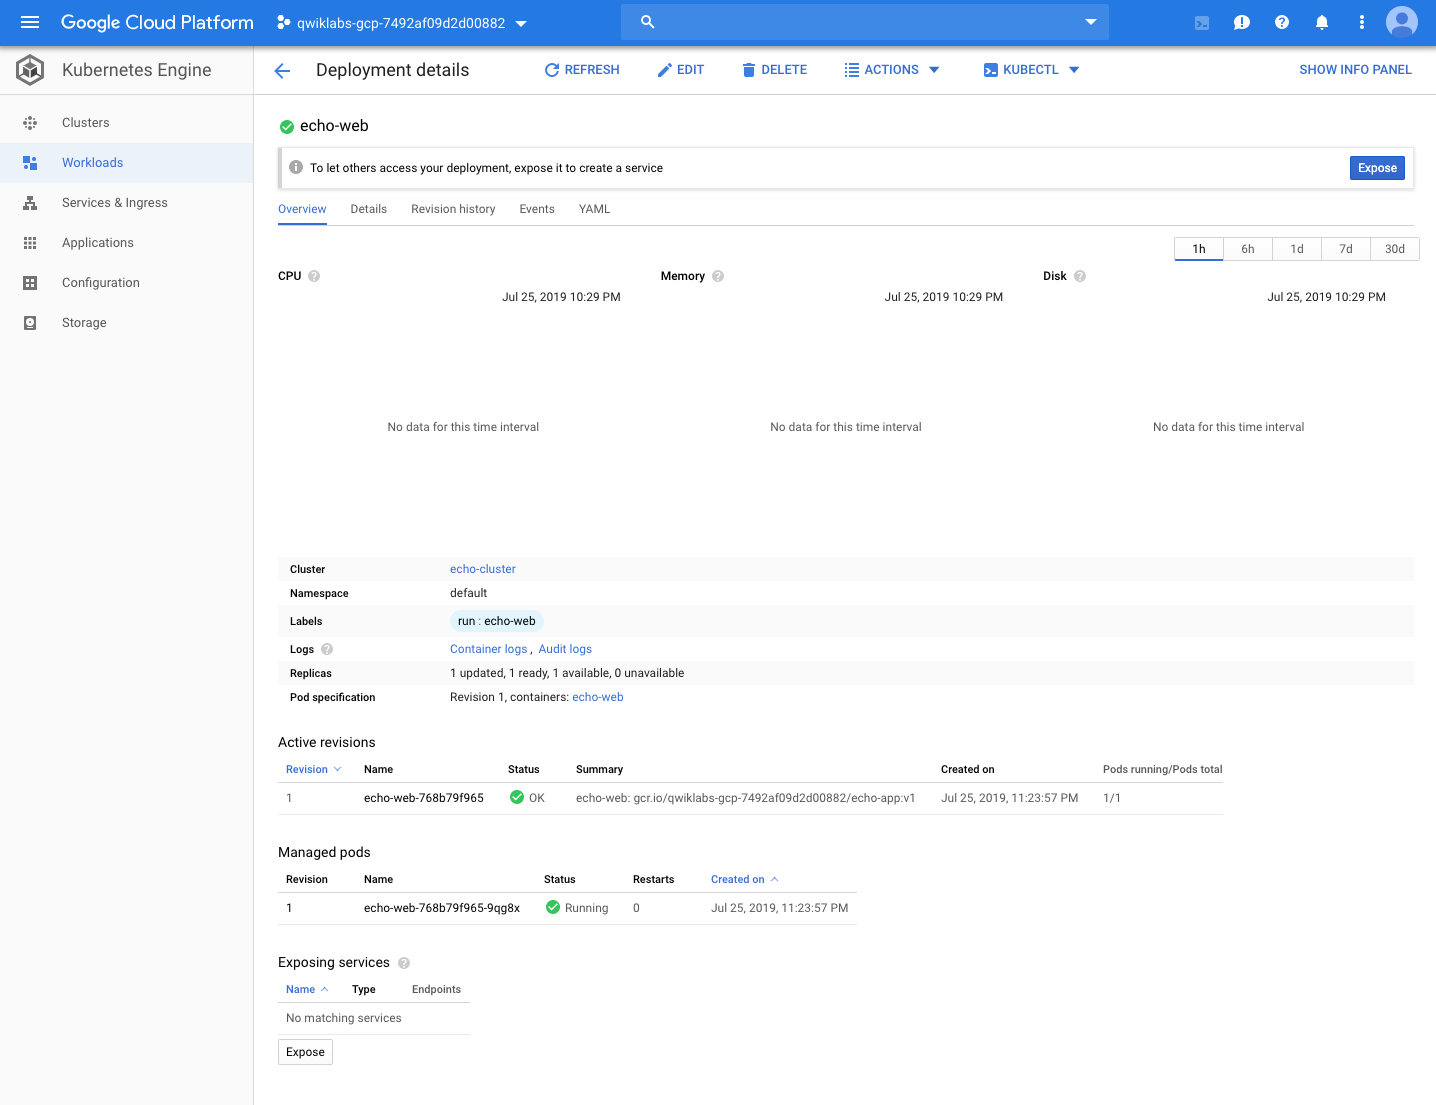 Google Cloud Platform qwiklabs-gcp-7492af09d2d00882
Kubernetes Engine Deployment details REFRESH EDIT DELETE ACTIONS KUBECTL SHOW INFO PANEL
Clusters
Workloads
Services & Ingress
Applications
Configuration
Storage
echo-web
To let others access your deployment, expose it to create a service Expose
Overview Details Revision history Events YAML
1h 6h 1d 7d 30d
CPU Memory Disk
Jul 25, 2019 10:29 PM Jul 25, 2019 10:29 PM Jul 25, 2019 10:29 PM
No data for this time interval No data for this time interval No data for this time interval
Cluster echo-cluster
Namespace default
Labels run : echo-web
Logs Container logs , Audit logs
Replicas 1 updated, 1 ready, 1 available, 0 unavailable
Pod specification Revision 1, containers: echo-web
Active revisions
Revision Name Status Summary Created on Pods running/Pods total
1 echo-web-768b79f965 OK echo-web: gcr.io/qwiklabs-gcp-7492af09d2d00882/echo-app:v1 Jul 25, 2019, 11:23:57 PM 1/1
Managed pods
Revision Name Status Restarts Created on
1 echo-web-768b79f965-9qg8x Running 0 Jul 25, 2019, 11:23:57 PM
Exposing services
Name Type Endpoints
No matching services
Expose